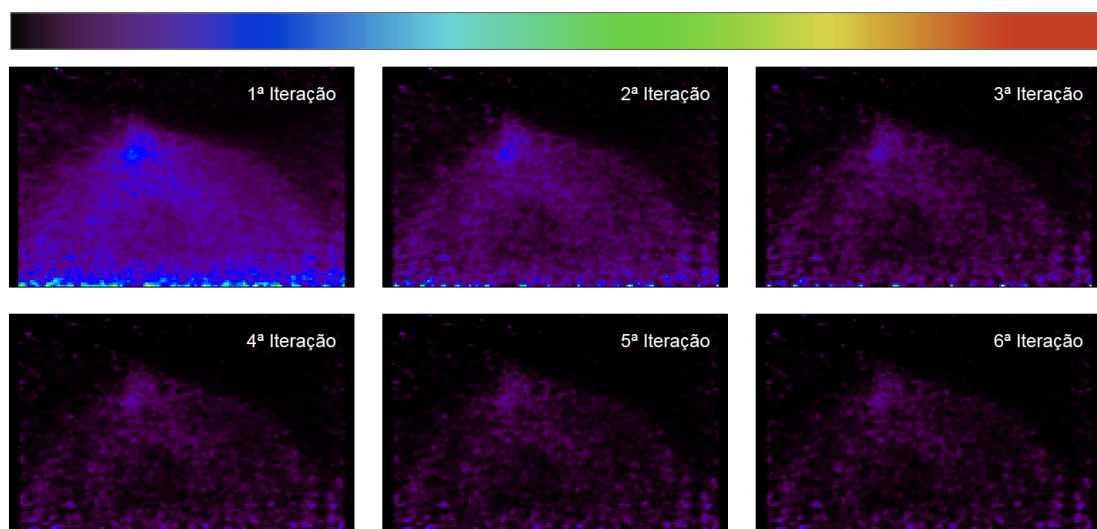 1ª Iteração
2ª Iteração
3ª Iteração
4ª Iteração
5ª Iteração
6ª Iteração